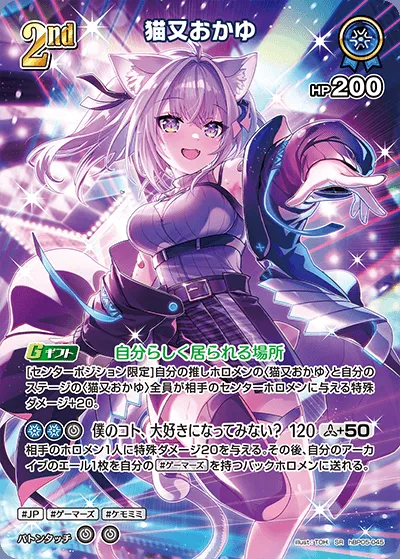 2nd
猫又おかゆ
HP200
Gギフト 自分らしく居られる場所
[センターポジション限定]自分の推しホロメンの〈猫又おかゆ〉と自分の
ステージの〈猫又おかゆ〉全員が相手のセンターホロメンに与える特殊
ダメージ+20。
僕のコト、大好きになってみない? 120 +50
相手のホロメン1人に特殊ダメージ20を与える。その後、自分のアーカ
イブのエール1枚を自分の #ゲーマーズ を持つバックホロメンに送れる。
#JP #ゲーマーズ #ケモミミ
バトンタッチ
illust: TCHi SR hBP05-045